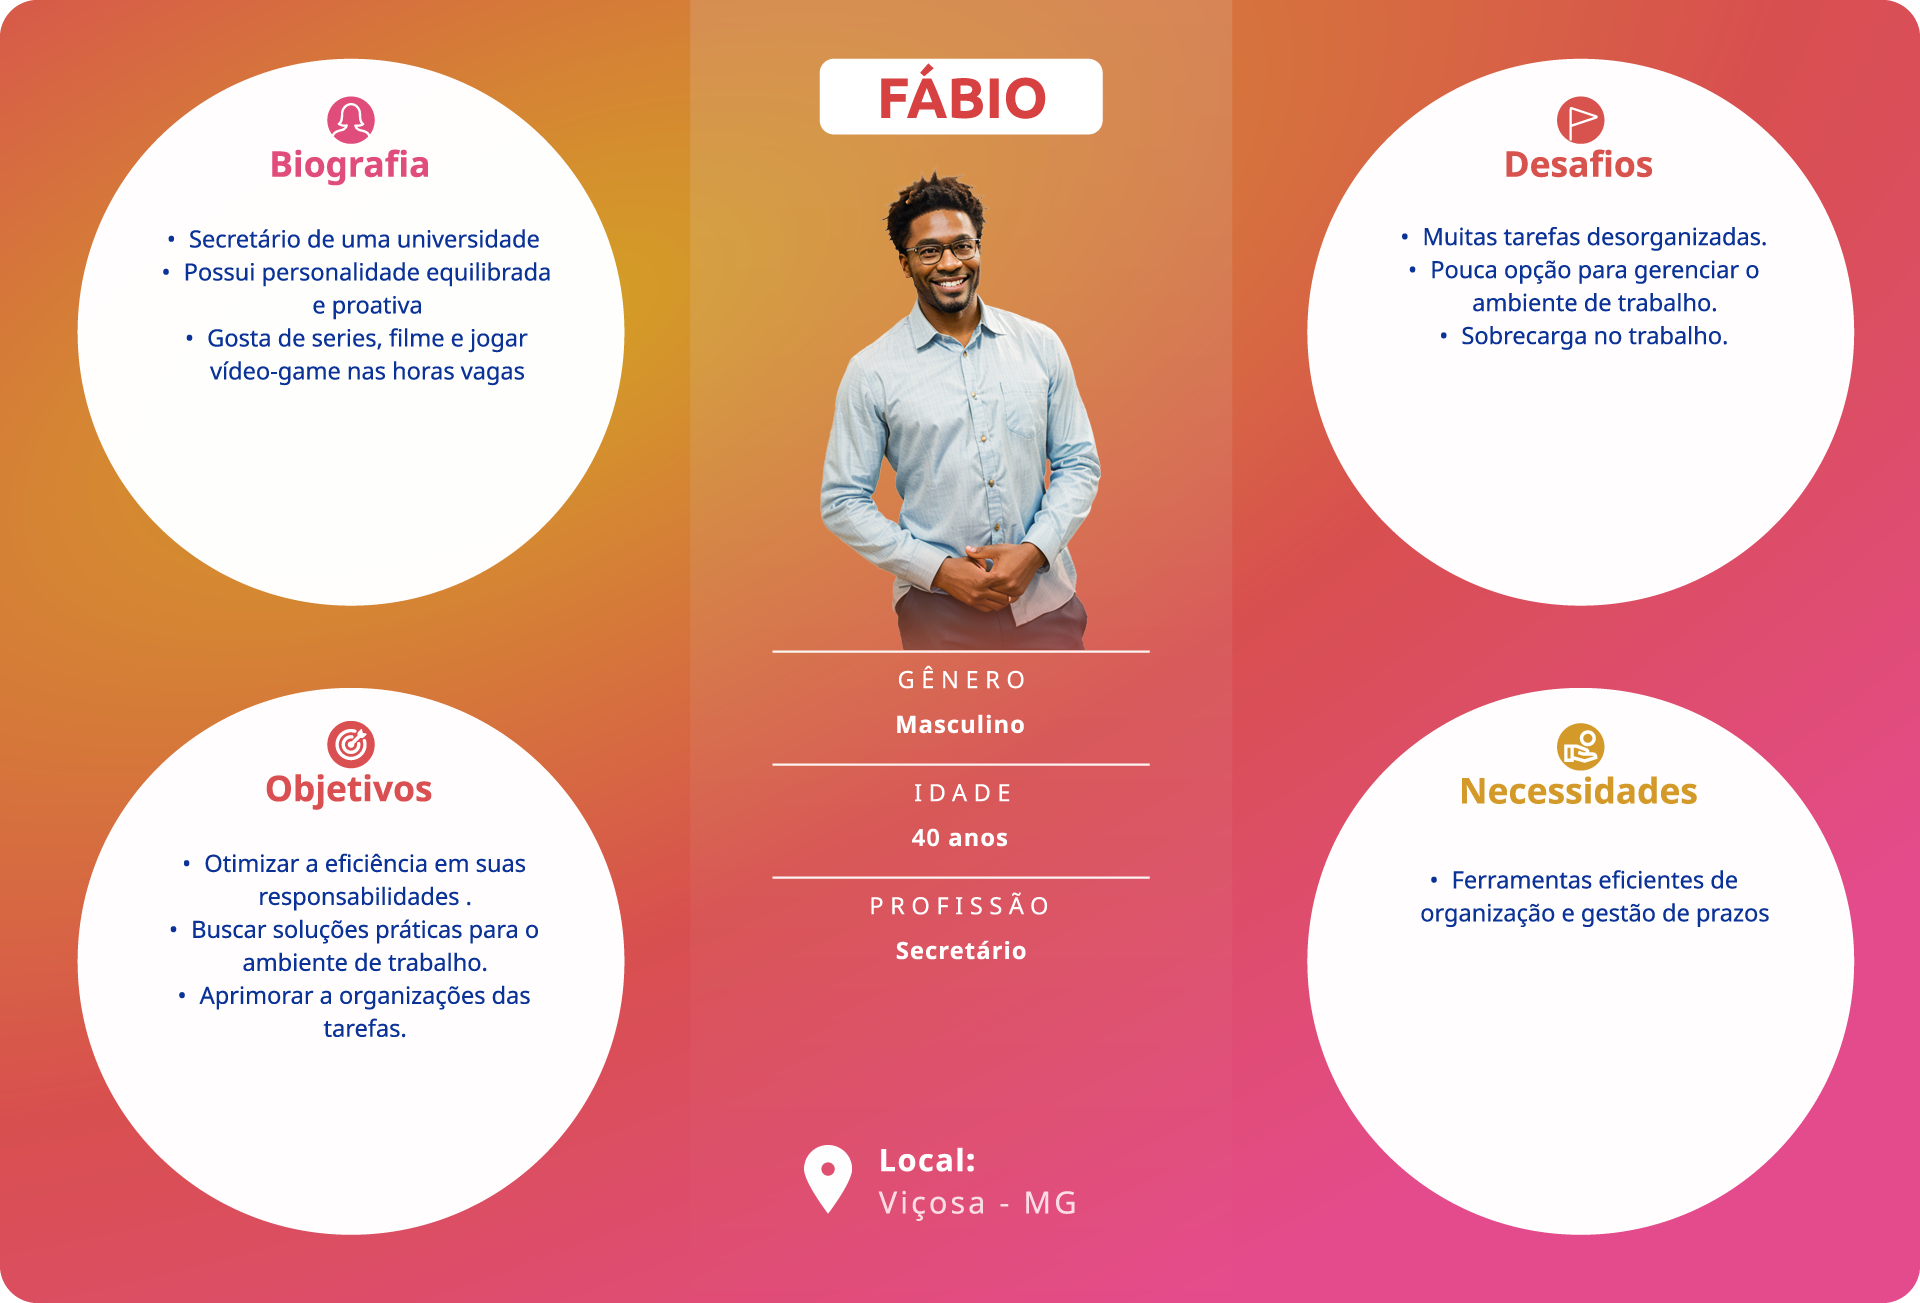 FÁBIO
Biografia
• Secretário de uma universidade
• Possui personalidade equilibrada
e proativa
• Gosta de series, filme e jogar
vídeo-game nas horas vagas
Desafios
• Muitas tarefas desorganizadas.
• Pouca opção para gerenciar o
ambiente de trabalho.
• Sobrecarga no trabalho.
GÊNERO
Masculino
IDADE
40 anos
PROFISSÃO
Secretário
Objetivos
• Otimizar a eficiência em suas
responsabilidades .
• Buscar soluções práticas para o
ambiente de trabalho.
• Aprimorar a organizações das
tarefas.
Necessidades
• Ferramentas eficientes de
organização e gestão de prazos
Local:
Viçosa - MG